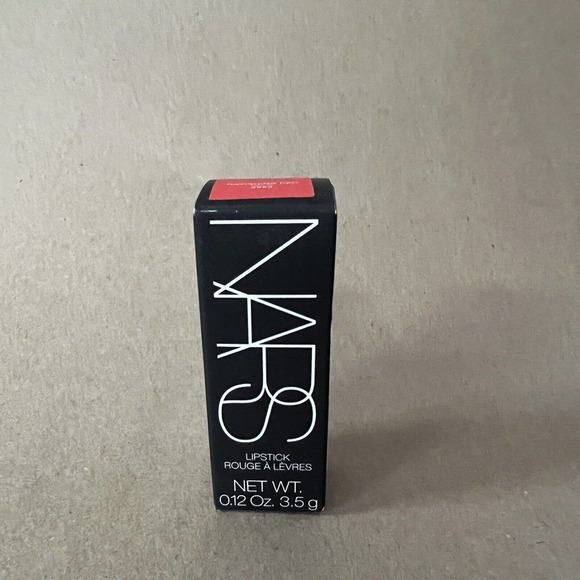 NARS
LIPSTICK
ROUGE À LÈVRES
NET WT.
0.12 Oz. 3.5 g